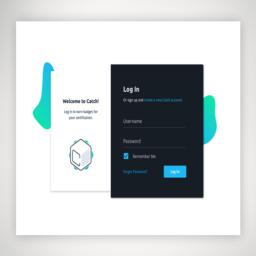 Welcome to Catch!
Log in to earn badges for
your certification.
Log In
Or sign up and create a new Catch account.
Username
Password
Remember Me
Forgot Password?
Log In